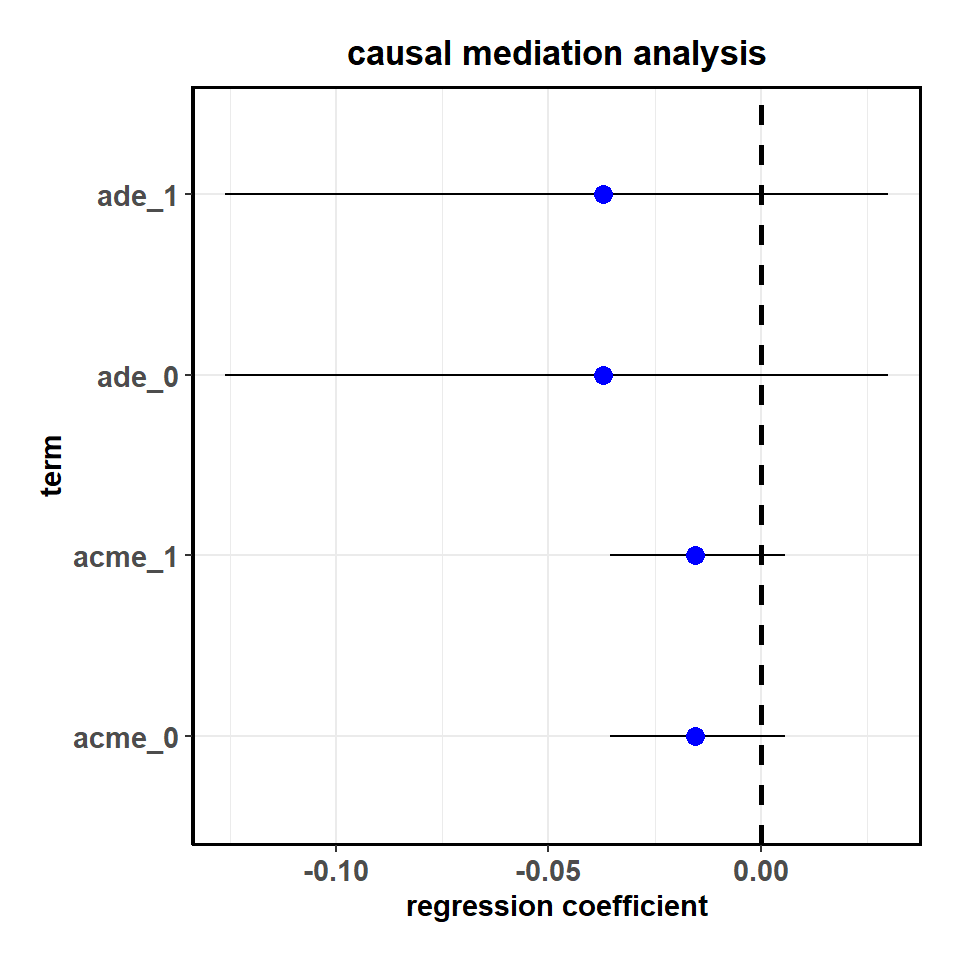 causal mediation analysis
ade_1
ade_0
acme_1
acme_0
term
-0.10
-0.05
0.00
regression coefficient